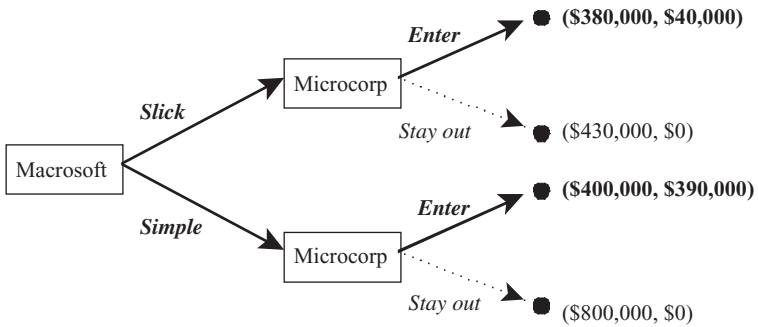 Enter
($380,000, $40,000)
Microcorp
Slick
Stay out
($430,000, $0)
Macrosoft
Enter
($400,000, $390,000)
Simple
Microcorp
Stay out
($800,000, $0)